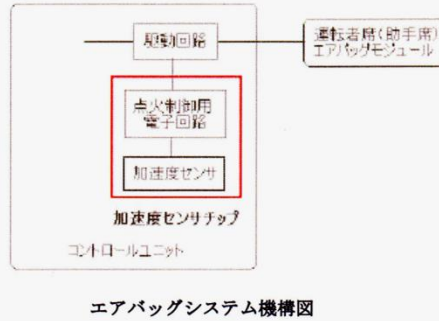 駆動回路
運転者席(助手席)
エアバッグモジュール
点火制御用
電子回路
加速度センサ
加速度センサチップ
コントロールユニット
エアバッグシステム機構図